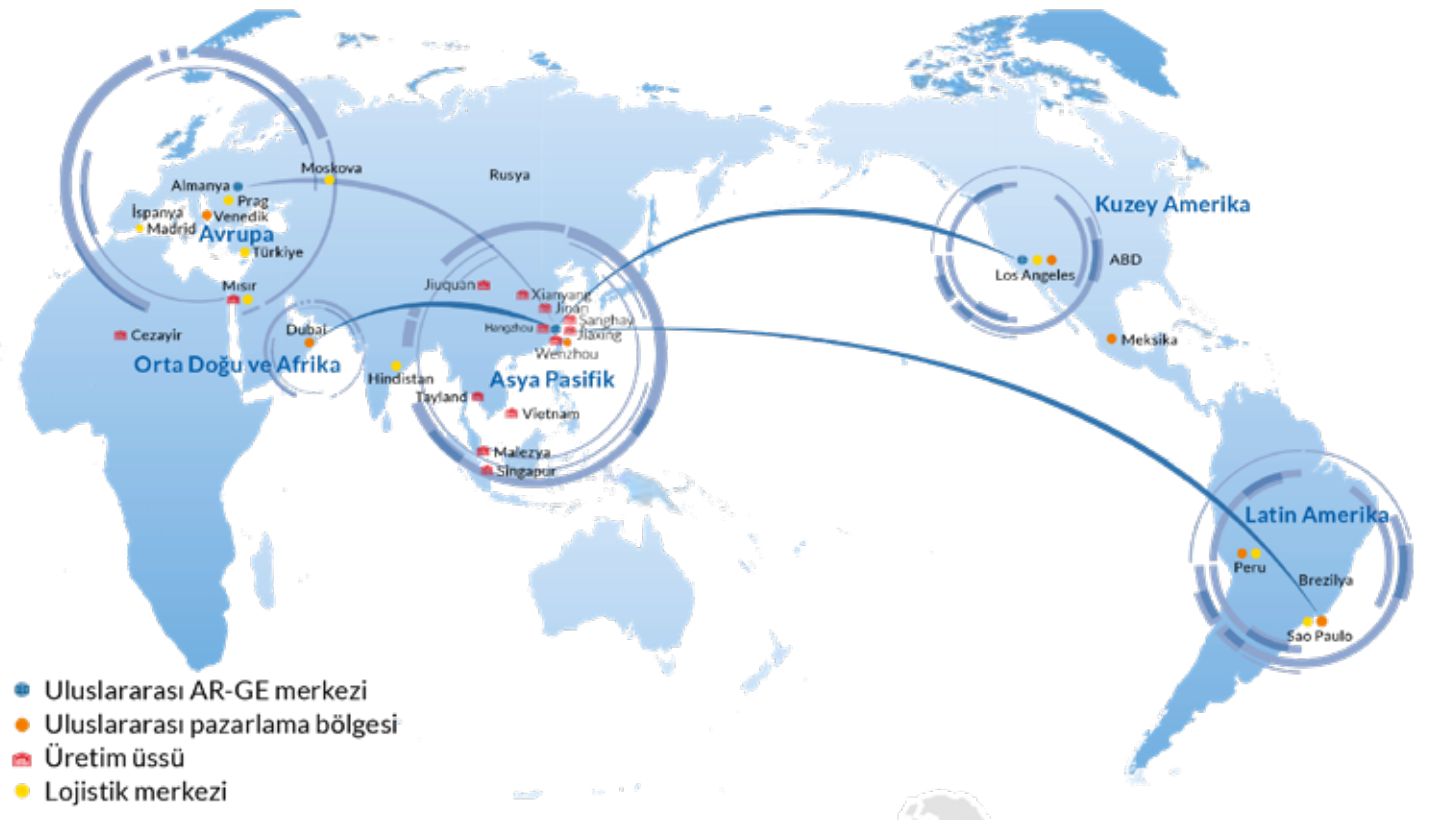 Moskova
Rusya
Almanya
Prag
İspanya
Venedik
Madrid
Avrupa
Türkiye
Mısır
Cezayir
Dubai
Orta Doğu ve Afrika
Hindistan
Jiuquan
Xianyang
Jinan
Sanghay
Hangzhou
Jiaxing
Wenzhou
Asya Pasifik
Tayland
Vietnam
Malezya
Singapur
Kuzey Amerika
ABD
Los Angeles
Meksika
Latin Amerika
Peru
Brezilya
Sao Paulo
Uluslararası AR-GE merkezi
Uluslararası pazarlama bölgesi
Üretim üssü
Lojistik merkezi